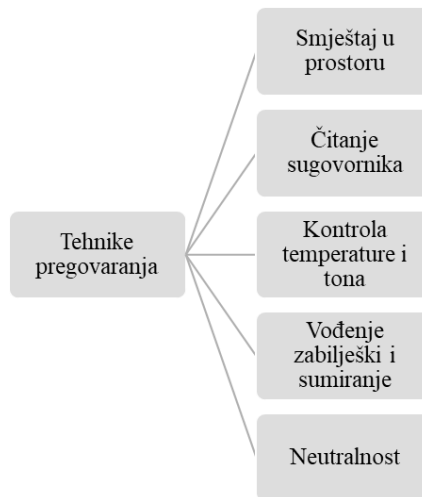 Smještaj u
prostoru
Čitanje
sugovornika
Tehnike
pregovaranja
Kontrola
temperature i
tona
Vođenje
zabilješki i
sumiranje
Neutralnost